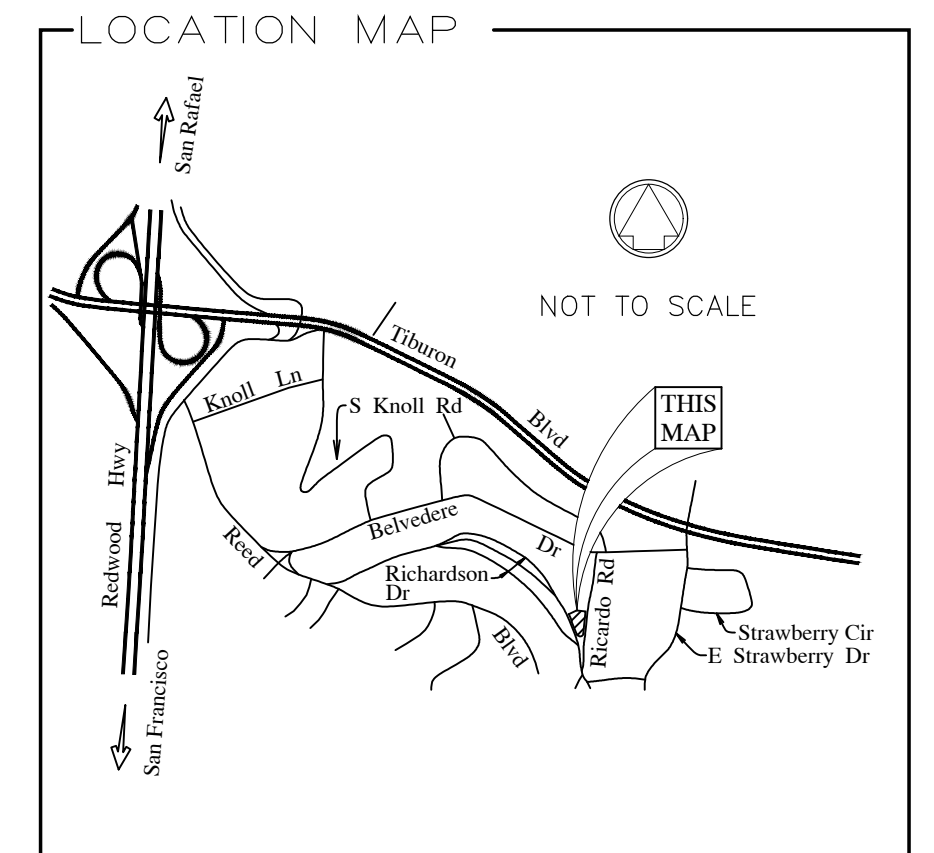 LOCATION MAP
San Rafael
NOT TO SCALE
Tiburon
Blvd
THIS
MAP
Knoll Ln
S Knoll Rd
Redwood Hwy
Reed
Belvedere
Dr
Richardson
Dr
Blvd
Ricardo Rd
Strawberry Cir
E Strawberry Dr
San Francisco